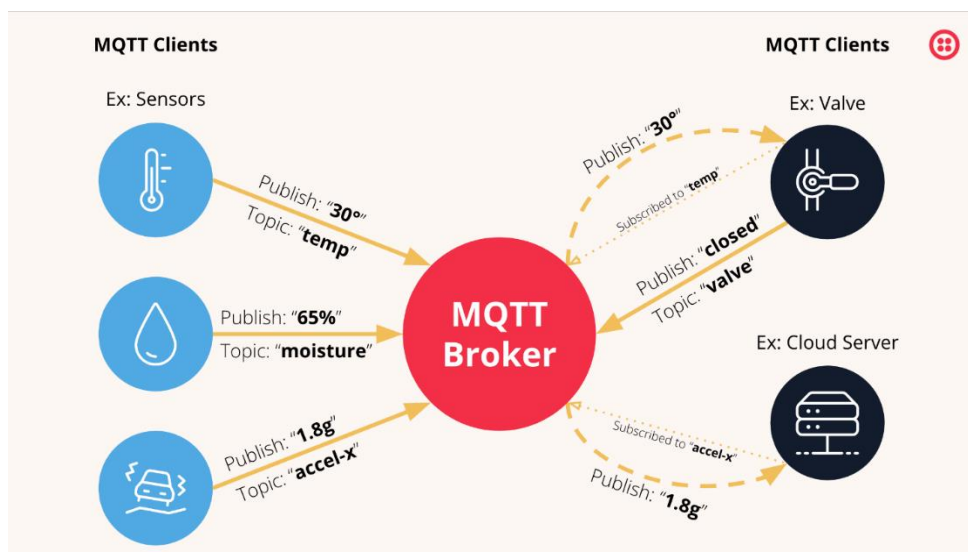 MQTT Clients
Ex: Sensors
Publish: “30°”
Topic: “temp”
Publish: “65%”
Topic: “moisture”
Publish: “1.8g”
Topic: “accel-x”
MQTT
Broker
MQTT Clients
Ex: Valve
Publish: “30°”
Subscribed to “temp”
Publish: “closed”
Topic: “valve”
Ex: Cloud Server
Subscribed to “accel-x”
Publish: “1.8g”